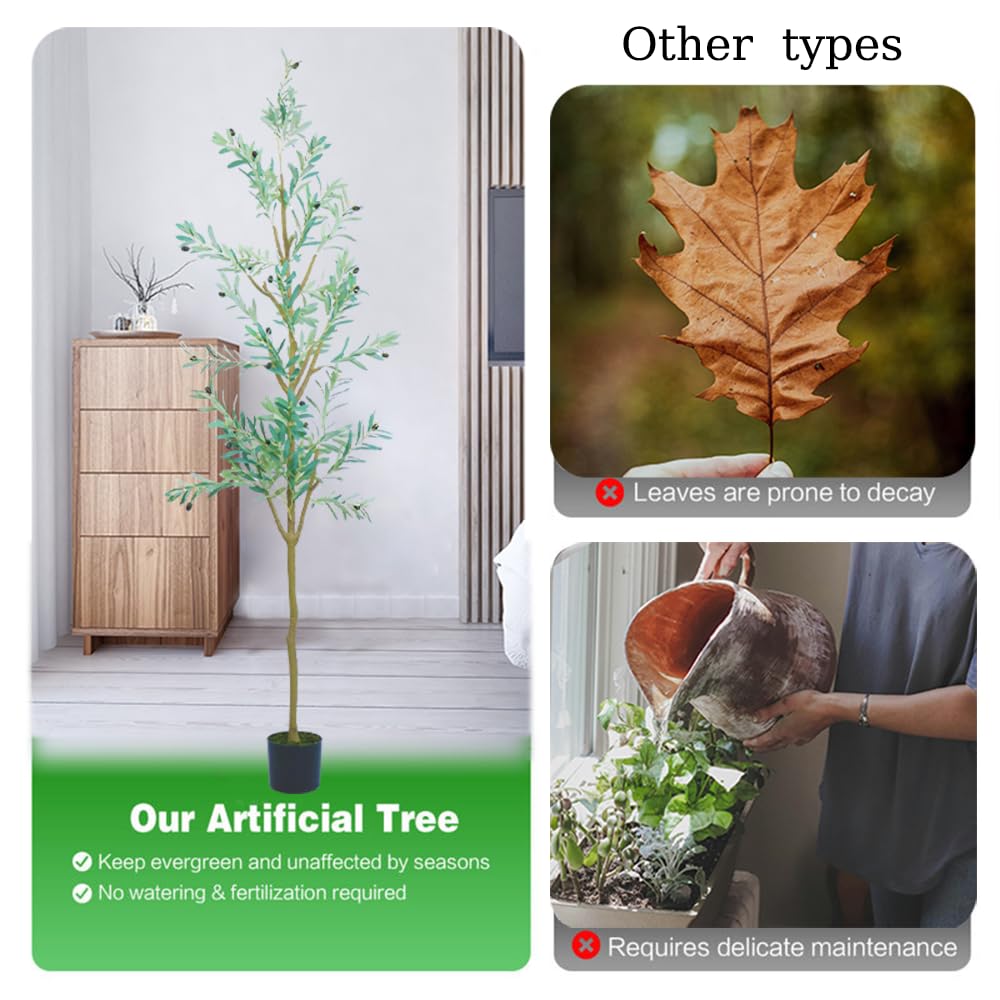 Other types
Our Artificial Tree
Keep evergreen and unaffected by seasons
No watering & fertilization required
Leaves are prone to decay
Requires delicate maintenance